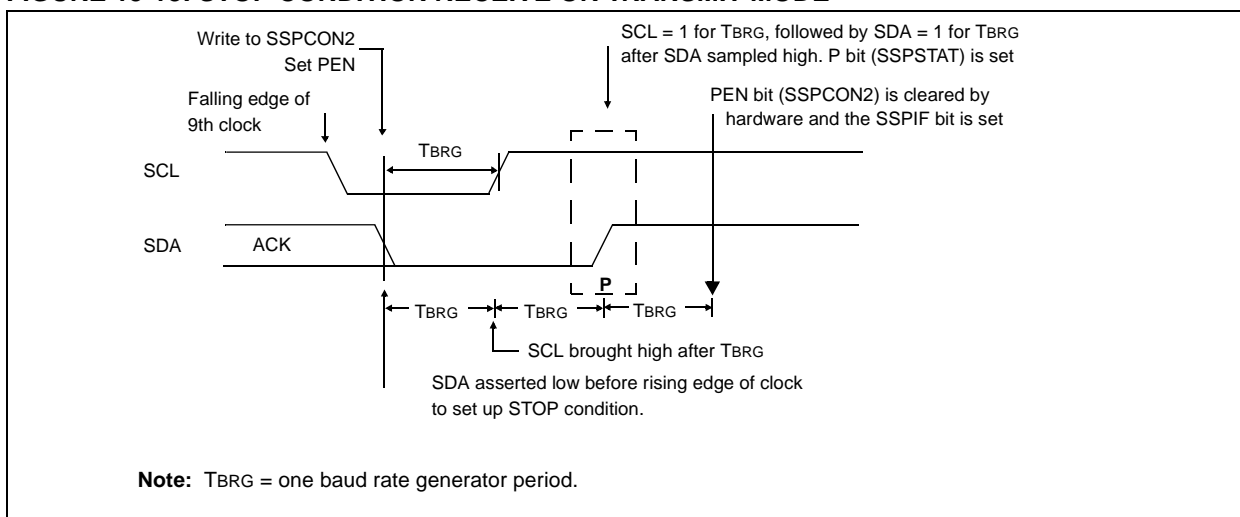 Write to SSPCON2
Set PEN
SCL = 1 for TBRG, followed by SDA = 1 for TBRG
after SDA sampled high. P bit (SSPSTAT) is set
Falling edge of
9th clock
PEN bit (SSPCON2) is cleared by
hardware and the SSPIF bit is set
TBRG
SCL
SDA
ACK
P
TBRG
TBRG
TBRG
SCL brought high after TBRG
SDA asserted low before rising edge of clock
to set up STOP condition.
Note: TBRG = one baud rate generator period.